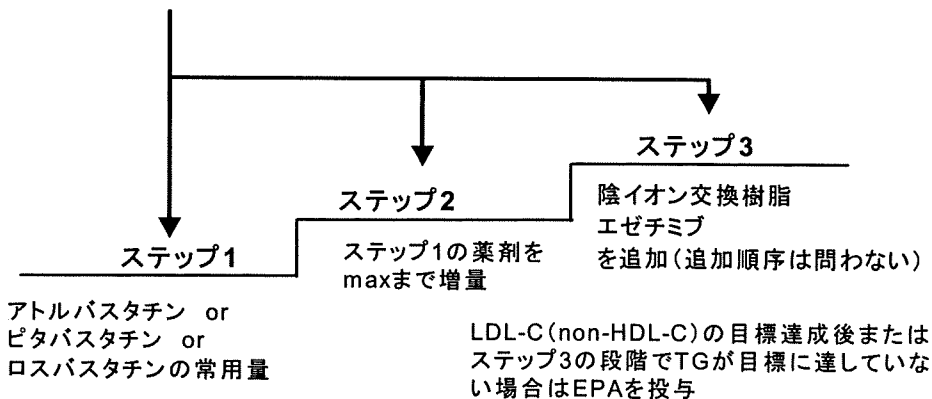 ステップ1
アトルバスタチン or
ピタバスタチン or
ロスバスタチンの常用量
ステップ2
ステップ1の薬剤を
maxまで増量
ステップ3
陰イオン交換樹脂
エゼチミブ
を追加(追加順序は問わない)
LDL-C(non-HDL-C)の目標達成後または
ステップ3の段階でTGが目標に達していな
い場合はEPAを投与